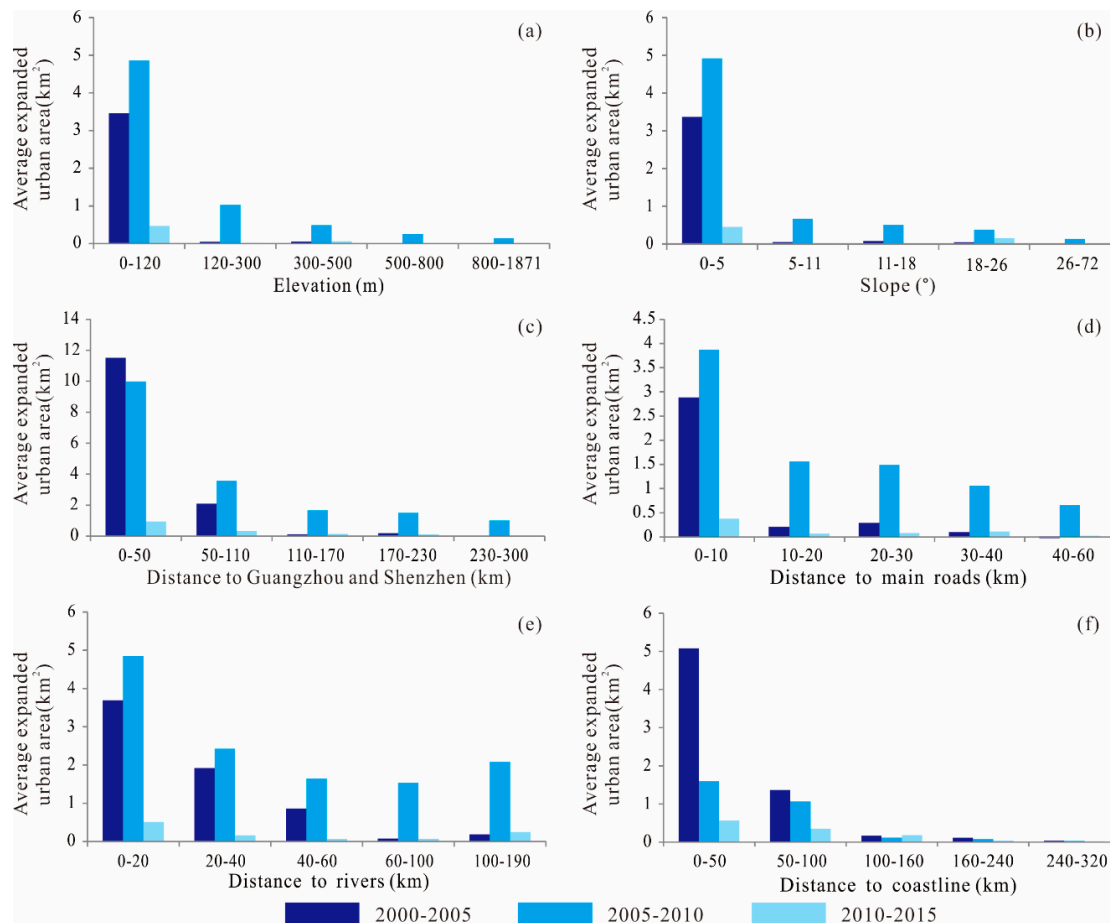 (a)
Average expanded
urban area(km²)
6
5
4
3
2
1
0
0-120 120-300 300-500 500-800 800-1871
Elevation (m)
(b)
Average expanded
urban area(km²)
6
5
4
3
2
1
0
0-5 5-11 11-18 18-26 26-72
Slope (°)
(c)
Average expanded
urban area(km²)
14
12
10
8
6
4
2
0
0-50 50-110 110-170 170-230 230-300
Distance to Guangzhou and Shenzhen (km)
(d)
Average expanded
urban area(km²)
4.5
4
3.5
3
2.5
2
1.5
1
0.5
0
0-10 10-20 20-30 30-40 40-60
Distance to main roads (km)
(e)
Average expanded
urban area(km²)
6
5
4
3
2
1
0
0-20 20-40 40-60 60-100 100-190
Distance to rivers (km)
(f)
Average expanded
urban area(km²)
6
5
4
3
2
1
0
0-50 50-100 100-160 160-240 240-320
Distance to coastline (km)
2000-2005 2005-2010 2010-2015